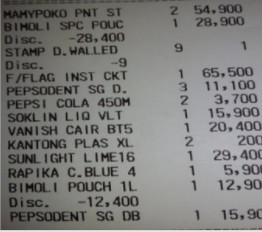 MAMYPOKO PNT ST 2 54,900
BIMOLI SPC POUC 1 28,900
Disc. -28,400
STAMP D.WALLED 9 1
Disc. -9
F/FLAG INST CKT 1 65,500
PEPSODENT SG D. 3 11,100
PEPSI COLA 450M 2 3,700
SOKLIN LIQ VLT 1 15,900
VANISH CAIR BT5 1 20,400
KANTONG PLAS XL 2 200
SUNLIGHT LIME16 1 29,400
RAPIKA C.BLUE 4 1 5,900
BIMOLI POUCH 1L 1 12,90
Disc. -12,400
PEPSODENT SG DB 1 15,90